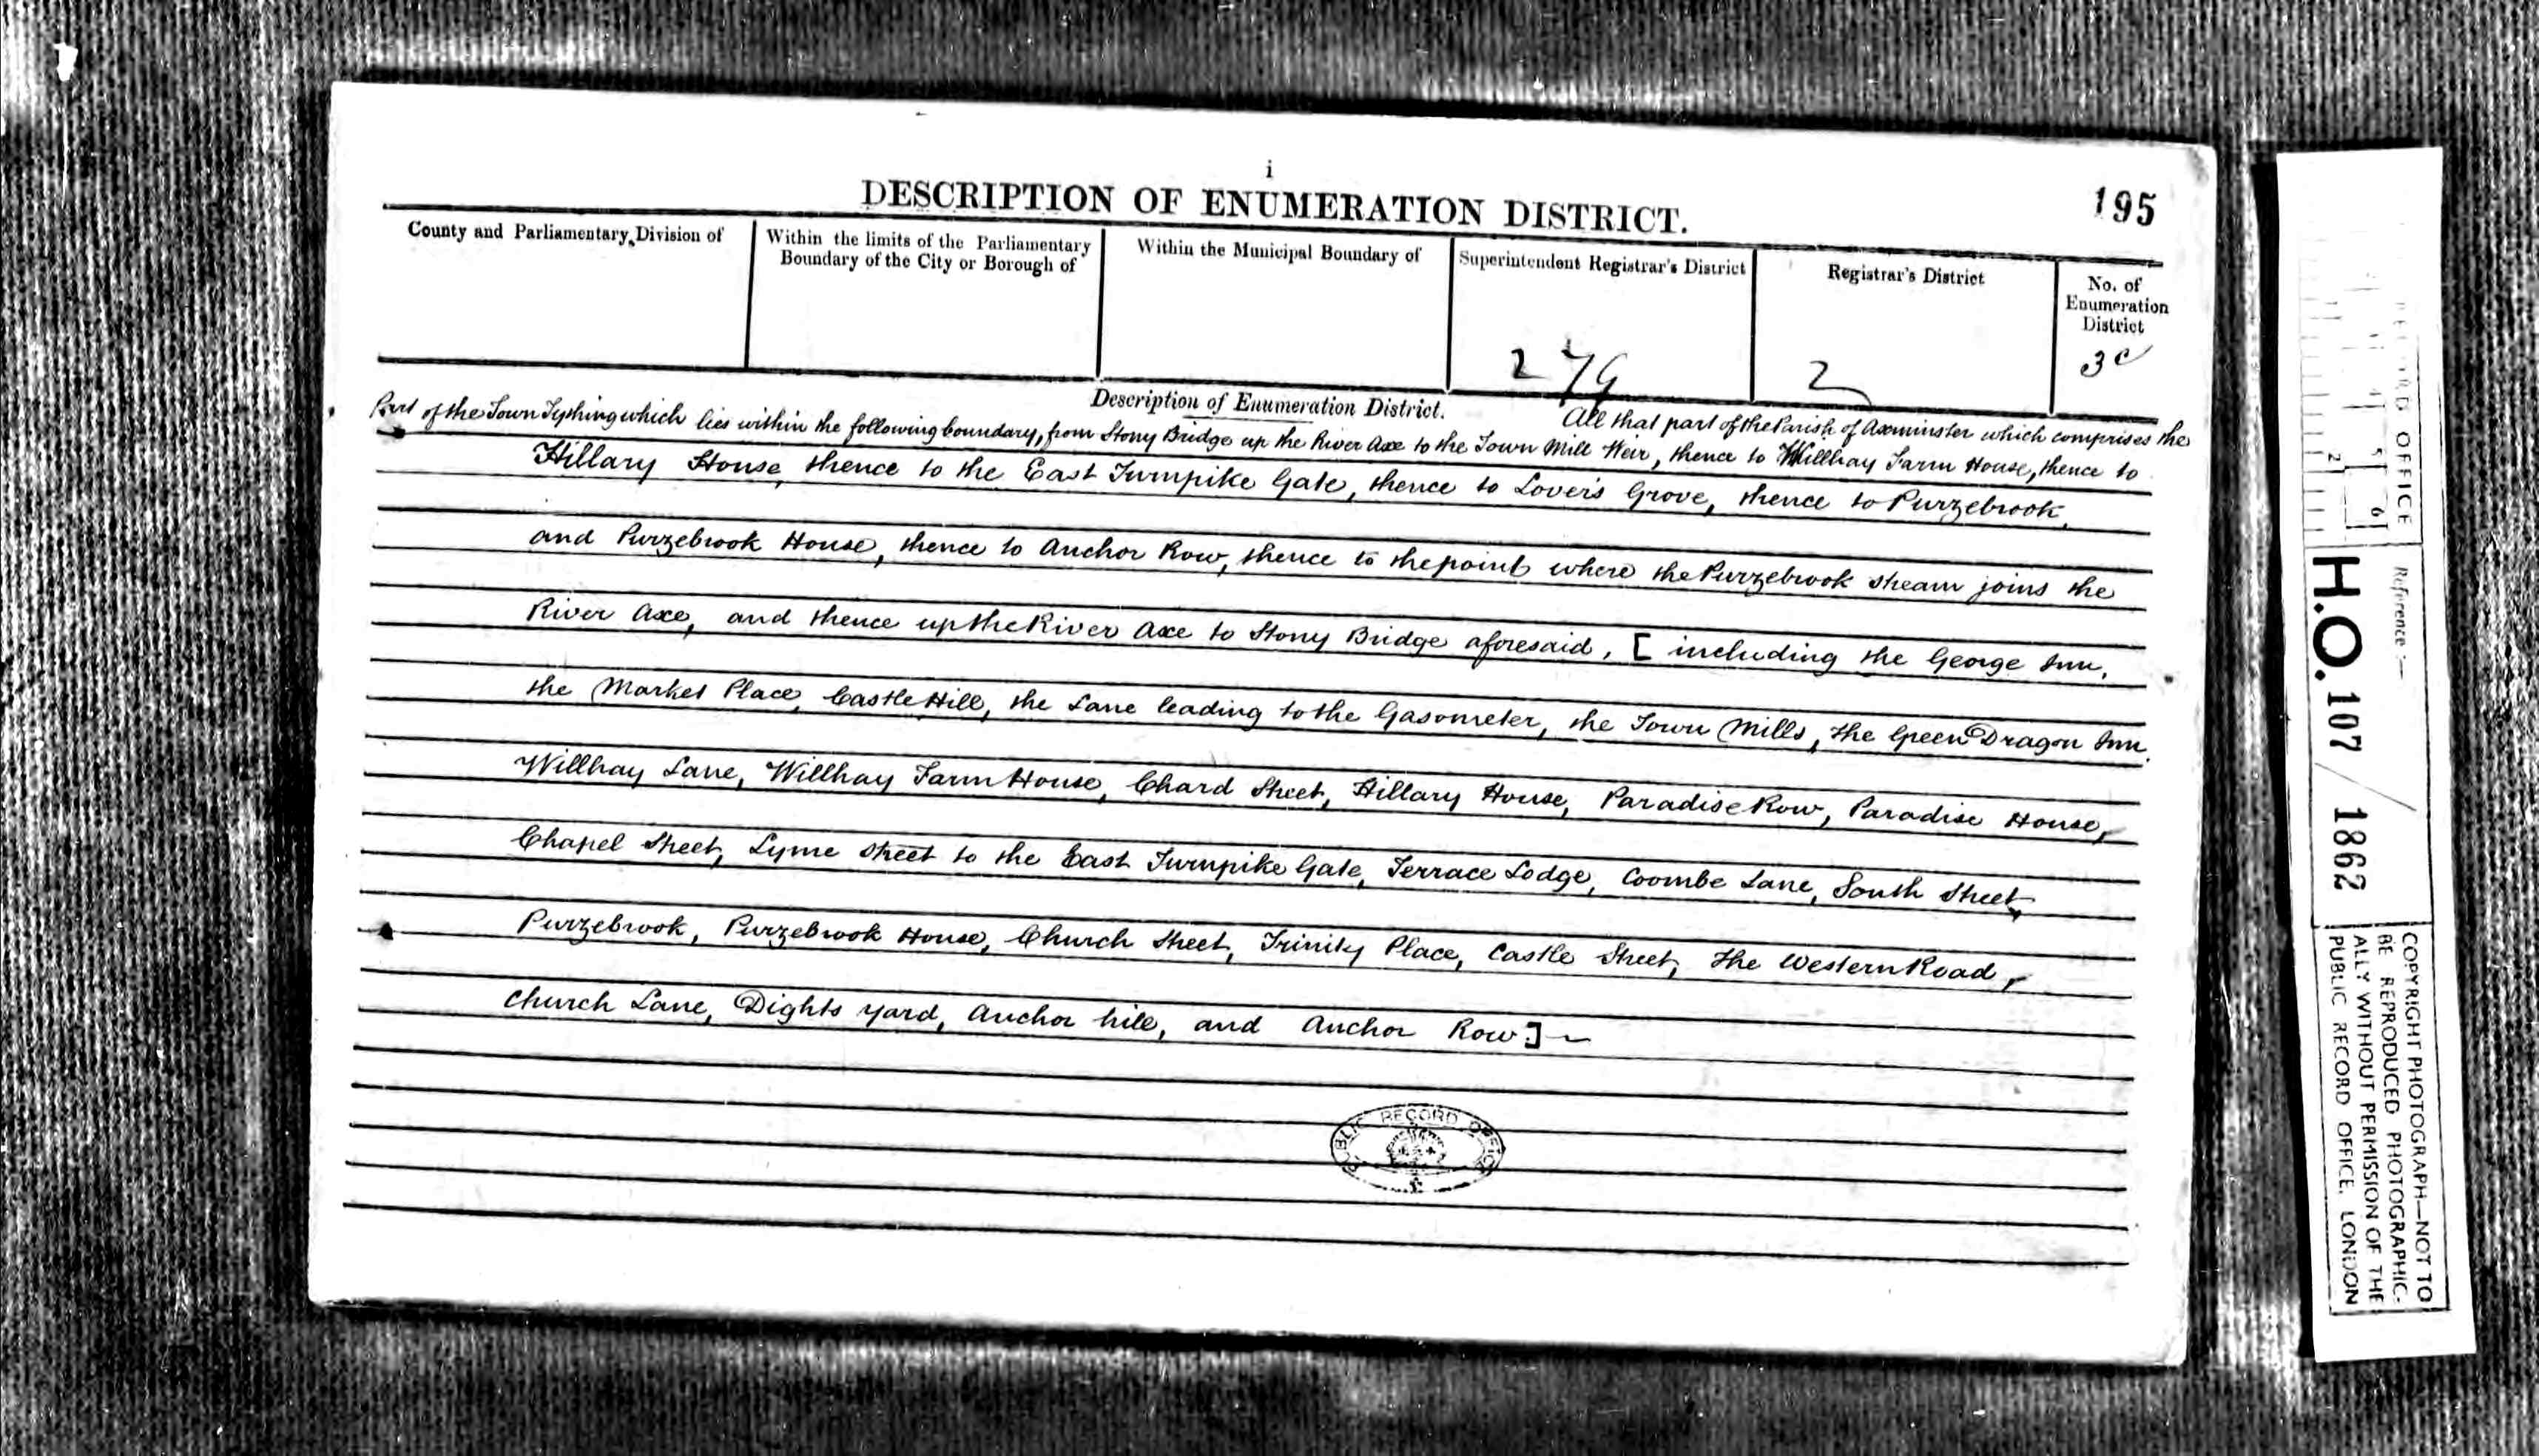 i
DESCRIPTION OF ENUMERATION DISTRICT.
195
County and Parliamentary Division of
Within the limits of the Parliamentary Boundary of the City or Borough of
Within the Municipal Boundary of
Superintendent Registrar's District
Registrar's District
No. of Enumeration District
279
2
3c
Description of Enumeration District.
All that part of the Parish of Axminster which comprises the
Part of the Town Tything which lies within the following boundary, from Stony Bridge up the River Axe to the Town Mill Weir, thence to Willhay Farm House, thence to
Hillary House, thence to the East Turnpike Gate, thence to Lover's Grove, thence to Purzebrook,
and Purzebrook House, thence to Anchor Row, thence to the point where the Purzebrook stream joins the
River Axe, and thence up the River Axe to Stony Bridge aforesaid, [ including the George Inn,
the Market Place, Castle Hill, the Lane leading to the Gasometer, the Town Mills, the Green Dragon Inn
Willhay Lane, Willhay Farm House, Chard Street, Hillary House, Paradise Row, Paradise House,
Chapel Street, Lyme Street to the East Turnpike Gate, Terrace Lodge, Coombe Lane, South Street,
Purzebrook, Purzebrook House, Church Street, Trinity Place, Castle Street, The Western Road,
Church Lane, Dights Yard, Anchor hill, and Anchor Row.]
PUBLIC RECORD OFFICE
RECORD OFFICE
Reference :—
H.O. 107 / 1862
COPYRIGHT PHOTOGRAPH—NOT TO
BE REPRODUCED PHOTOGRAPHIC-
ALLY WITHOUT PERMISSION OF THE
PUBLIC RECORD OFFICE, LONDON